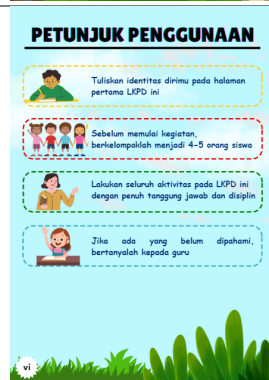 PETUNJUK PENGGUNAAN
Tuliskan identitas dirimu pada halaman
pertama LKPD ini
Sebelum memulai kegiatan,
berkelompoklah menjadi 4-5 orang siswa
Lakukan seluruh aktivitas pada LKPD ini
dengan penuh tanggung jawab dan disiplin
Jika ada yang belum dipahami,
bertanyalah kepada guru
vi